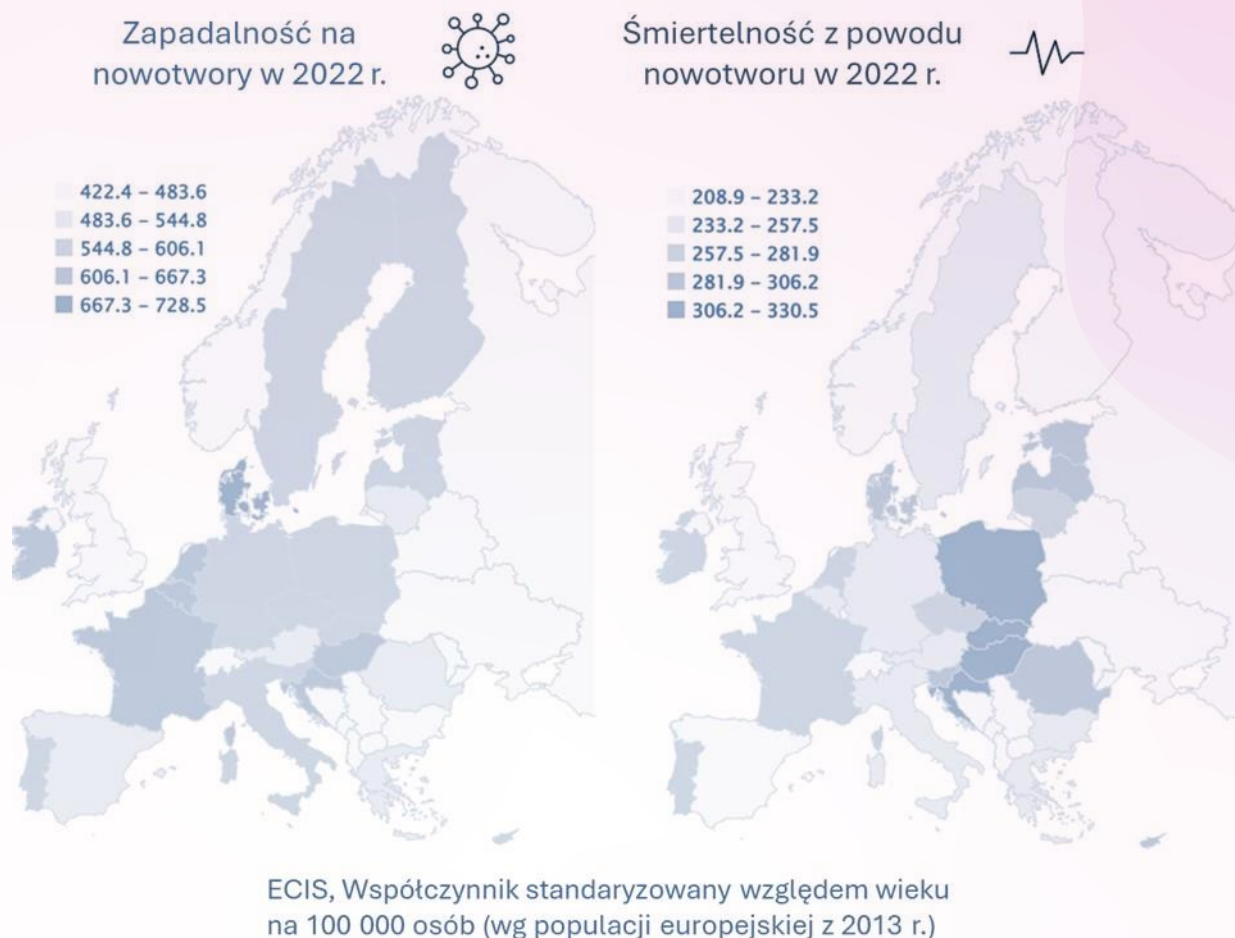 Zapadalność na
nowotwory w 2022 r.
422.4 – 483.6
483.6 – 544.8
544.8 – 606.1
606.1 – 667.3
667.3 – 728.5
Śmiertelność z powodu
nowotworu w 2022 r.
208.9 – 233.2
233.2 – 257.5
257.5 – 281.9
281.9 – 306.2
306.2 – 330.5
ECIS, Współczynnik standaryzowany względem wieku
na 100 000 osób (wg populacji europejskiej z 2013 r.)